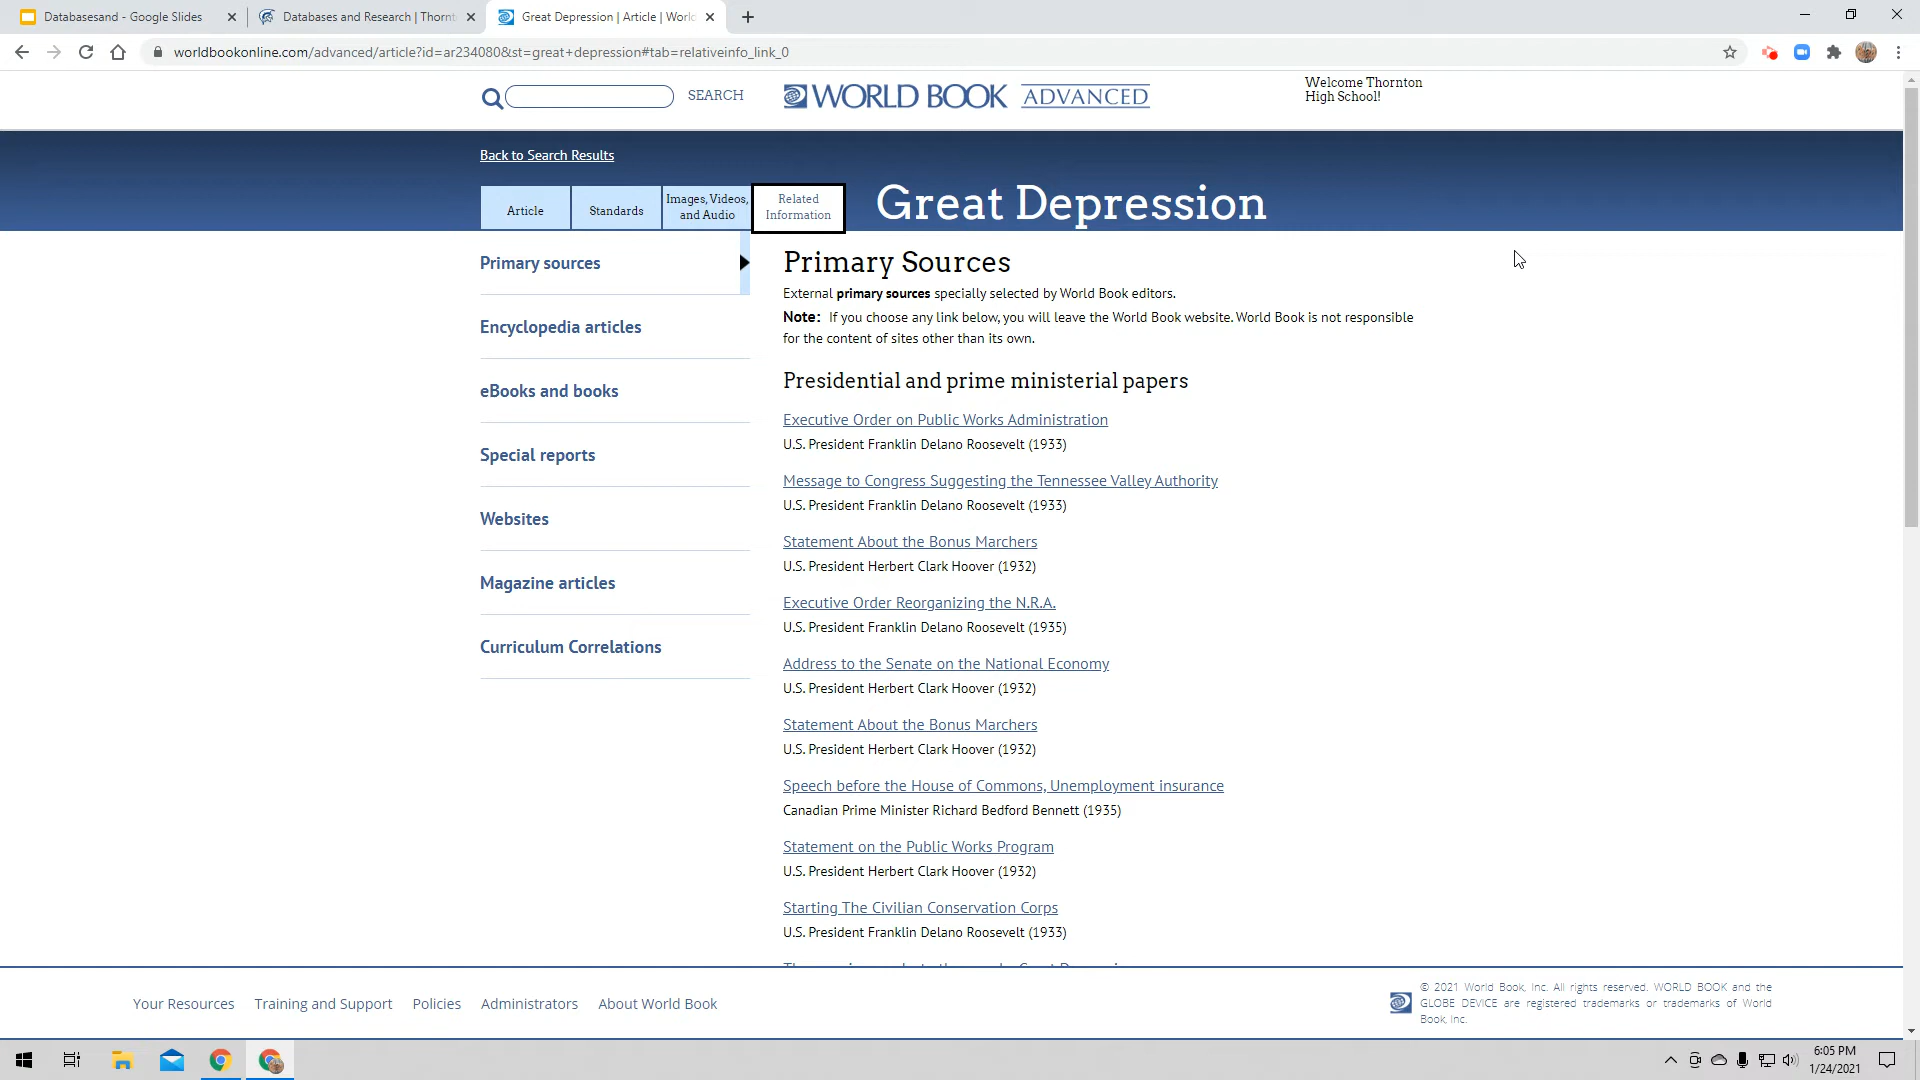 Databasesand - Google Slides
Databases and Research | Thornt
Great Depression | Article | Worl
worldbookonline.com/advanced/article?id=ar234080&st=great+depression#tab=relativeinfo_link_0
SEARCH
WORLD BOOK ADVANCED
Welcome Thornton
High School!
Back to Search Results
Article
Standards
Images, Videos,
and Audio
Related
Information
Great Depression
Primary sources
Encyclopedia articles
eBooks and books
Special reports
Websites
Magazine articles
Curriculum Correlations
Primary Sources
External primary sources specially selected by World Book editors.
Note: If you choose any link below, you will leave the World Book website. World Book is not responsible
for the content of sites other than its own.
Presidential and prime ministerial papers
Executive Order on Public Works Administration
U.S. President Franklin Delano Roosevelt (1933)
Message to Congress Suggesting the Tennessee Valley Authority
U.S. President Franklin Delano Roosevelt (1933)
Statement About the Bonus Marchers
U.S. President Herbert Clark Hoover (1932)
Executive Order Reorganizing the N.R.A.
U.S. President Franklin Delano Roosevelt (1935)
Address to the Senate on the National Economy
U.S. President Herbert Clark Hoover (1932)
Statement About the Bonus Marchers
U.S. President Herbert Clark Hoover (1932)
Speech before the House of Commons, Unemployment insurance
Canadian Prime Minister Richard Bedford Bennett (1935)
Statement on the Public Works Program
U.S. President Herbert Clark Hoover (1932)
Starting The Civilian Conservation Corps
U.S. President Franklin Delano Roosevelt (1933)
Your Resources
Training and Support
Policies
Administrators
About World Book
© 2021 World Book, Inc. All rights reserved. WORLD BOOK and the
GLOBE DEVICE are registered trademarks or trademarks of World
Book, Inc.
6:05 PM
1/24/2021